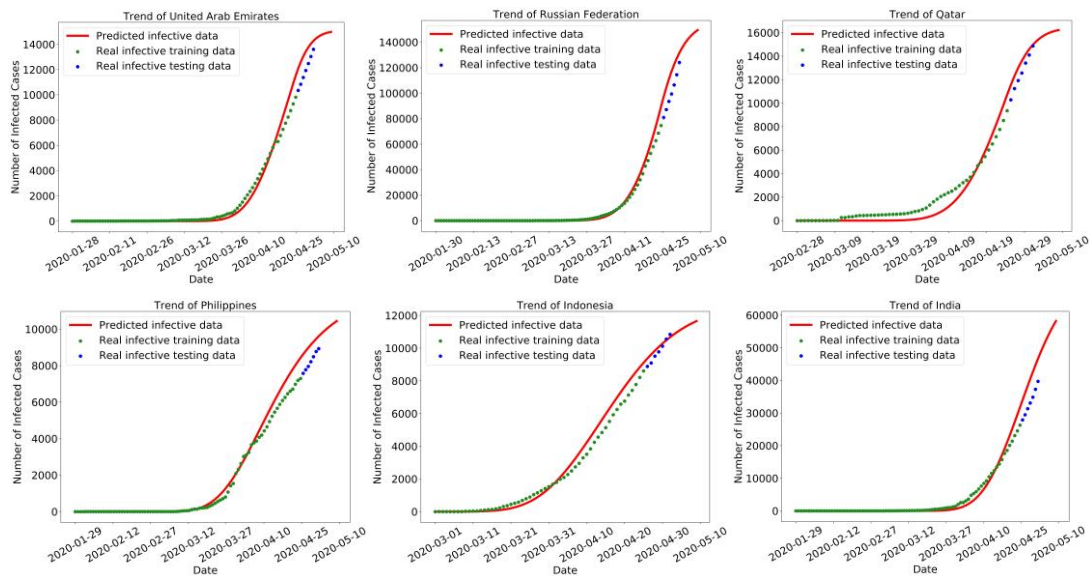 Trend of United Arab Emirates
Predicted infective data
Real infective training data
Real infective testing data
Number of Infected Cases
14000
12000
10000
8000
6000
4000
2000
0
2020-01-28
2020-02-11
2020-02-26
2020-03-12
2020-03-26
2020-04-10
2020-04-25
2020-05-10
Date
Trend of Russian Federation
Predicted infective data
Real infective training data
Real infective testing data
Number of Infected Cases
140000
120000
100000
80000
60000
40000
20000
0
2020-01-30
2020-02-13
2020-02-27
2020-03-13
2020-03-27
2020-04-11
2020-04-25
2020-05-10
Date
Trend of Qatar
Predicted infective data
Real infective training data
Real infective testing data
Number of Infected Cases
16000
14000
12000
10000
8000
6000
4000
2000
0
2020-02-28
2020-03-09
2020-03-19
2020-03-29
2020-04-09
2020-04-19
2020-04-29
2020-05-10
Date
Trend of Philippines
Predicted infective data
Real infective training data
Real infective testing data
Number of Infected Cases
10000
8000
6000
4000
2000
0
2020-01-29
2020-02-12
2020-02-27
2020-03-12
2020-03-27
2020-04-10
2020-04-25
2020-05-10
Date
Trend of Indonesia
Predicted infective data
Real infective training data
Real infective testing data
Number of Infected Cases
12000
10000
8000
6000
4000
2000
0
2020-03-01
2020-03-11
2020-03-21
2020-03-31
2020-04-10
2020-04-20
2020-04-30
2020-05-10
Date
Trend of India
Predicted infective data
Real infective training data
Real infective testing data
Number of Infected Cases
60000
50000
40000
30000
20000
10000
0
2020-01-29
2020-02-12
2020-02-27
2020-03-12
2020-03-27
2020-04-10
2020-04-25
2020-05-10
Date